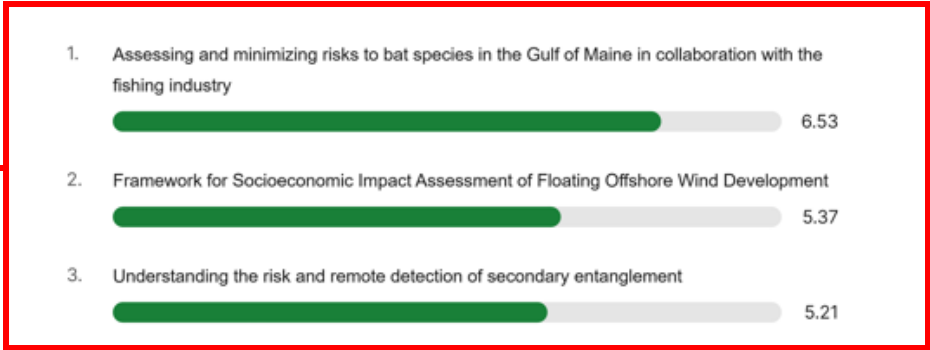 1. Assessing and minimizing risks to bat species in the Gulf of Maine in collaboration with the
fishing industry
6.53
2. Framework for Socioeconomic Impact Assessment of Floating Offshore Wind Development
5.37
3. Understanding the risk and remote detection of secondary entanglement
5.21